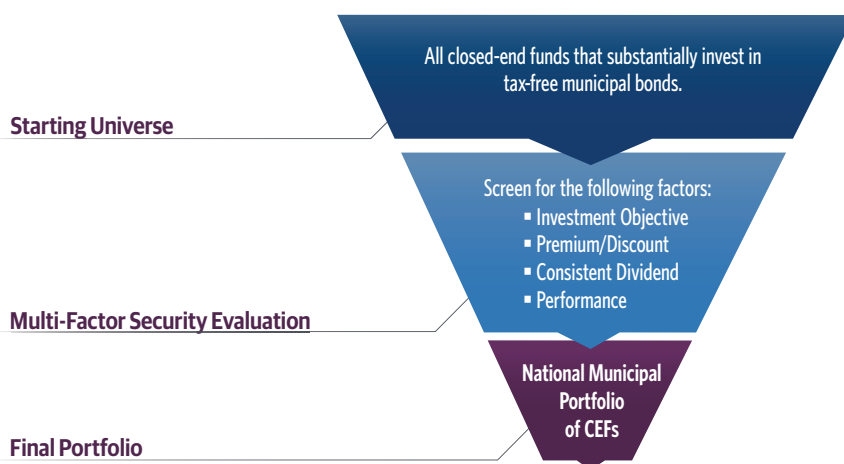 All closed-end funds that substantially invest in
tax-free municipal bonds.
Starting Universe
Screen for the following factors:
▪ Investment Objective
▪ Premium/Discount
▪ Consistent Dividend
▪ Performance
Multi-Factor Security Evaluation
National Municipal
Portfolio
of CEFs
Final Portfolio